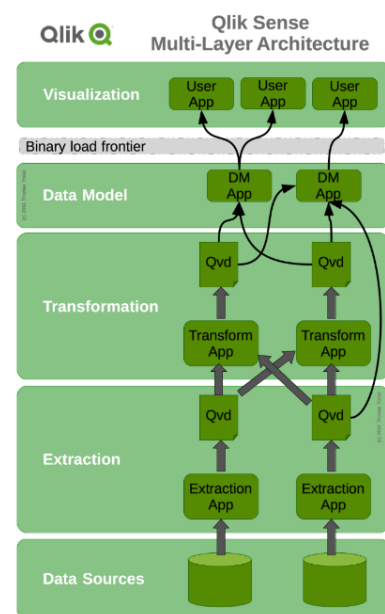 Qlik Q
Qlik Sense
Multi-Layer Architecture
Visualization
User
App
User
App
User
App
Binary load frontier
Data Model
DM
App
DM
App
Transformation
Qvd
Qvd
Transform
App
Transform
App
Extraction
Qvd
Qvd
Extraction
App
Extraction
App
Data Sources